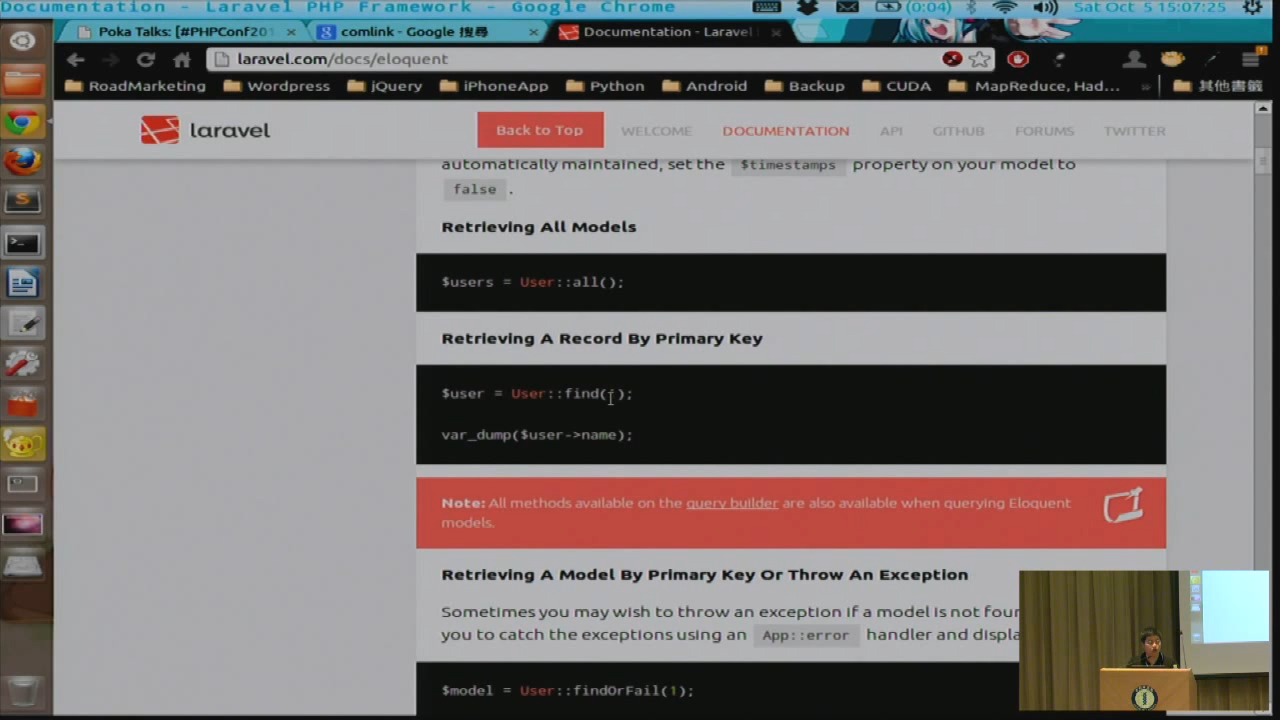 Documentation - Laravel PHP Framework - Google Chrome
(0:04)
Sat Oct 5 15:07:25
Poka Talks: [#PHPConf201
comlink - Google 搜尋
Documentation - Laravel
laravel.com/docs/eloquent
RoadMarketing
Wordpress
jQuery
iPhoneApp
Python
Android
Backup
CUDA
MapReduce, Had...
»
其他書籤
laravel
Back to Top
WELCOME
DOCUMENTATION
API
GITHUB
FORUMS
TWITTER
automatically maintained, set the $timestamps property on your model to
false .
Retrieving All Models
$users = User::all();
Retrieving A Record By Primary Key
$user = User::find( );
var_dump($user->name);
Note: All methods available on the query builder are also available when querying Eloquent
models.
Retrieving A Model By Primary Key Or Throw An Exception
Sometimes you may wish to throw an exception if a model is not
you to catch the exceptions using an App::error handler and
$model = User::findOrFail(1);